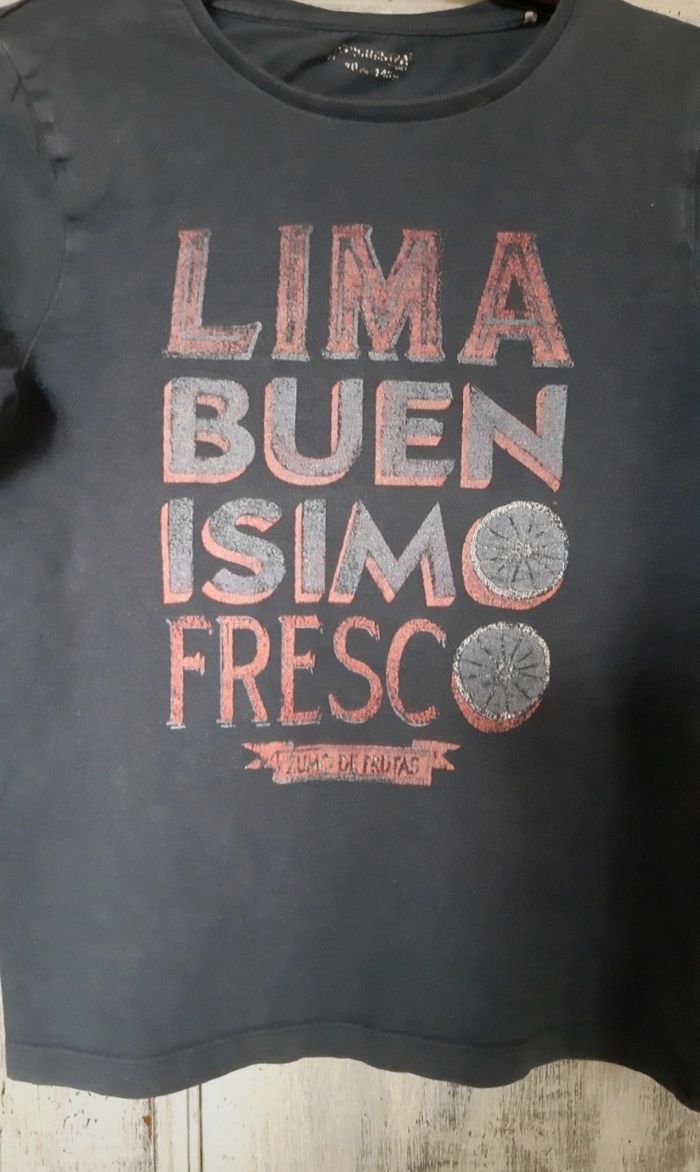 LIMA
BUEN
ISIMO
FRESCO
ZUMO DE FRUTAS